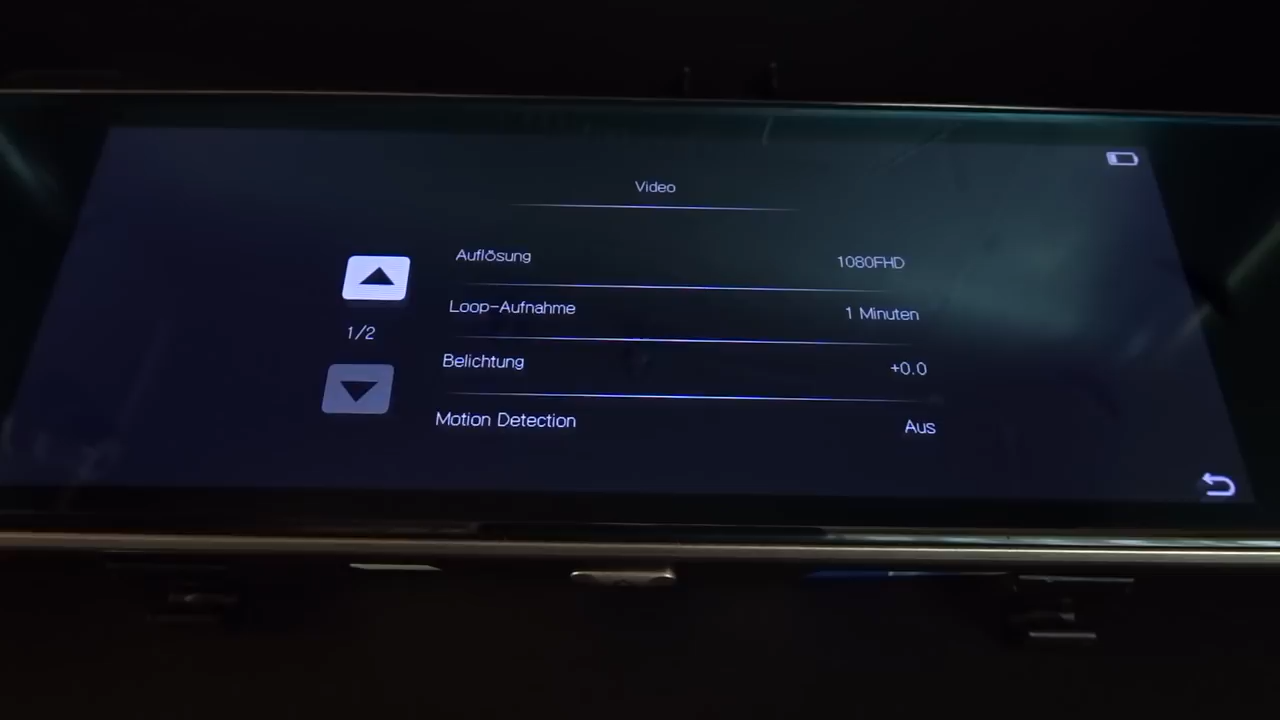 Video
Auflösung 1080FHD
Loop-Aufnahme 1 Minuten
1/2
Belichtung +0.0
Motion Detection Aus